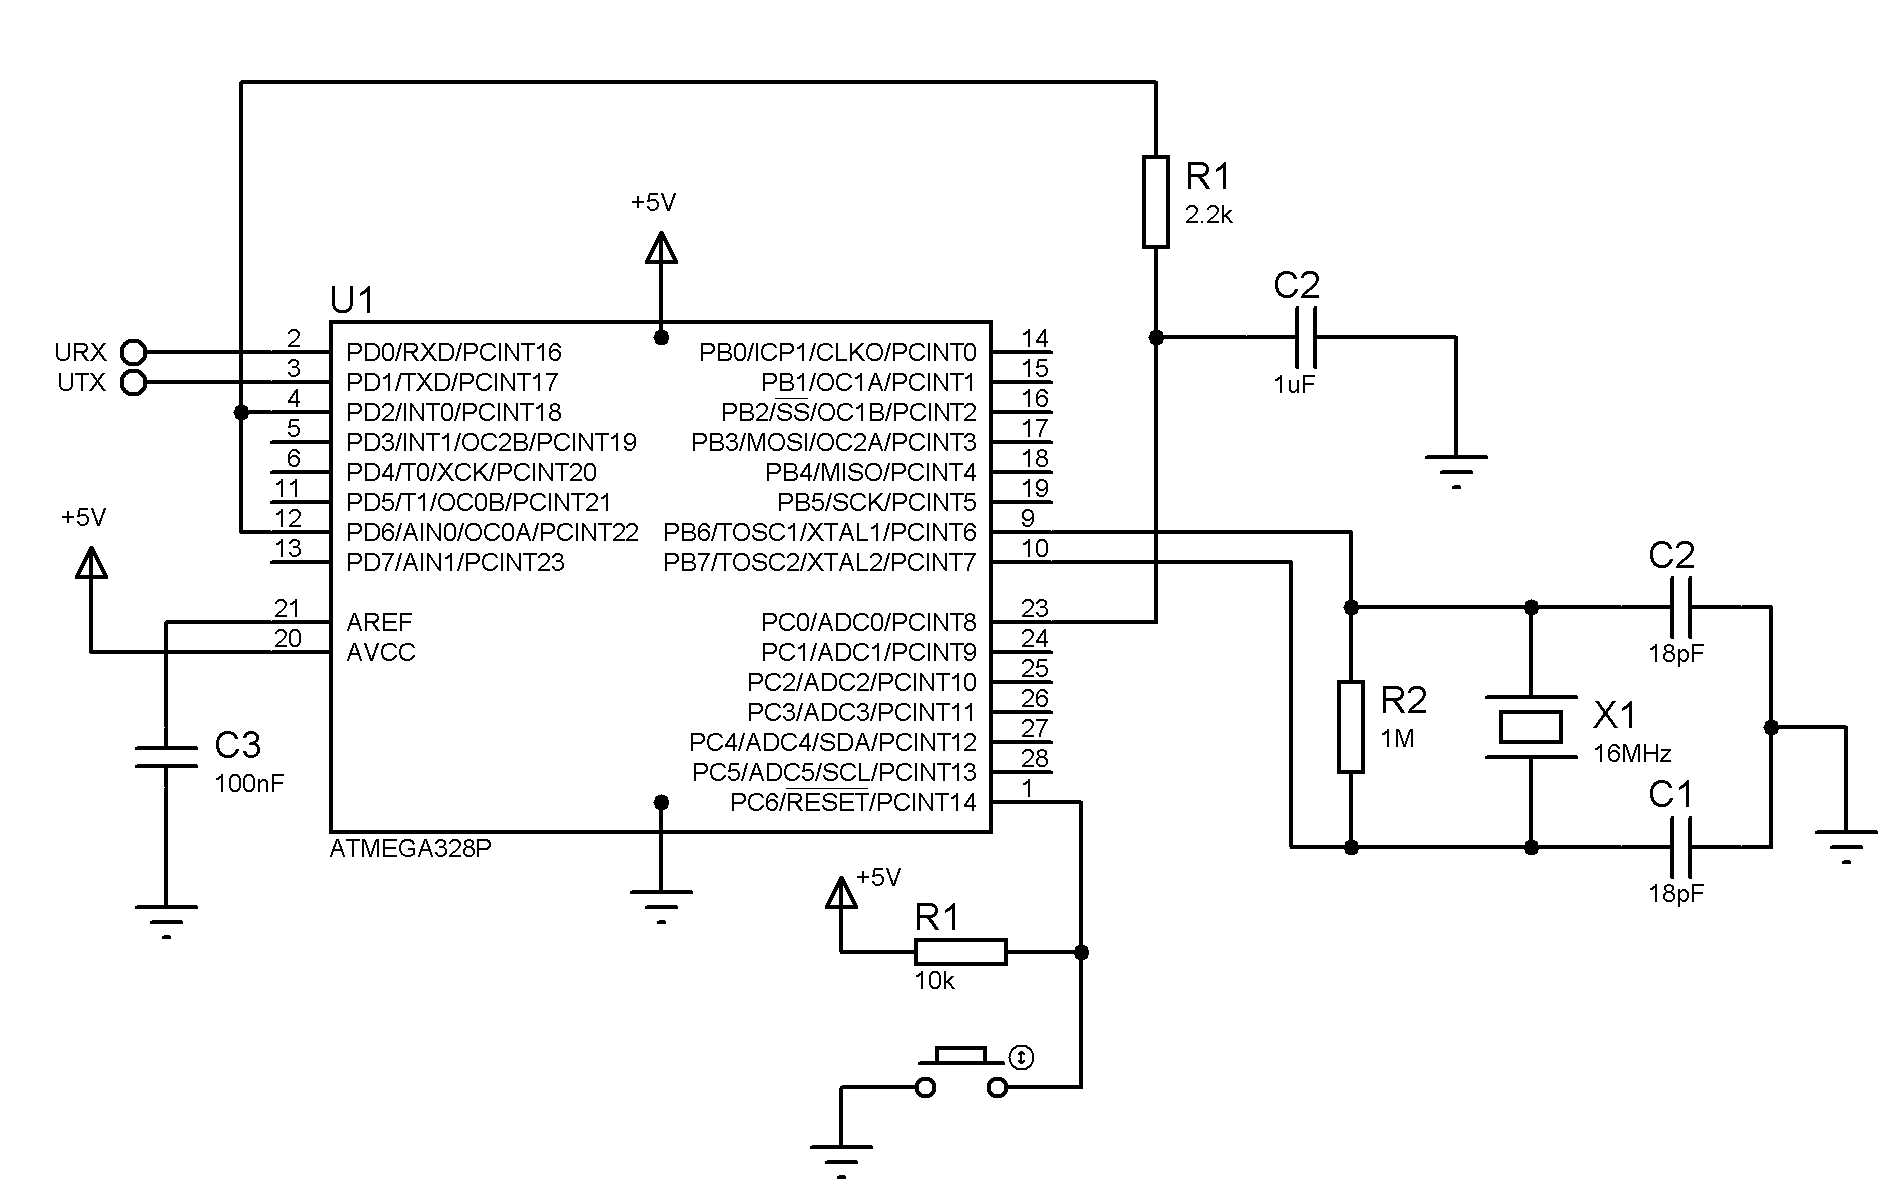 +5V
R1
2.2k
C2
1uF
U1
URX
UTX
2 PD0/RXD/PCINT16
3 PD1/TXD/PCINT17
4 PD2/INT0/PCINT18
5 PD3/INT1/OC2B/PCINT19
6 PD4/T0/XCK/PCINT20
11 PD5/T1/OC0B/PCINT21
12 PD6/AIN0/OC0A/PCINT22
13 PD7/AIN1/PCINT23
21 AREF
20 AVCC
PB0/ICP1/CLKO/PCINT0 14
PB1/OC1A/PCINT1 15
PB2/SS/OC1B/PCINT2 16
PB3/MOSI/OC2A/PCINT3 17
PB4/MISO/PCINT4 18
PB5/SCK/PCINT5 19
PB6/TOSC1/XTAL1/PCINT6 9
PB7/TOSC2/XTAL2/PCINT7 10
PC0/ADC0/PCINT8 23
PC1/ADC1/PCINT9 24
PC2/ADC2/PCINT10 25
PC3/ADC3/PCINT11 26
PC4/ADC4/SDA/PCINT12 27
PC5/ADC5/SCL/PCINT13 28
PC6/RESET/PCINT14 1
ATMEGA328P
+5V
C3
100nF
C2
18pF
R2
1M
X1
16MHz
C1
18pF
+5V
R1
10k